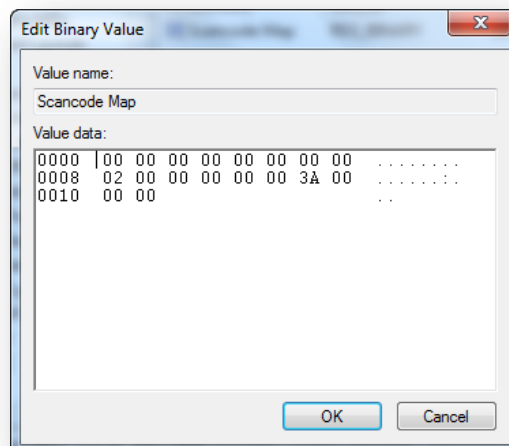 Edit Binary Value
Value name:
Scancode Map
Value data:
0000 00 00 00 00 00 00 00 00 ........
0008 02 00 00 00 00 00 3A 00 ......:.
0010 00 00 ..
OK Cancel